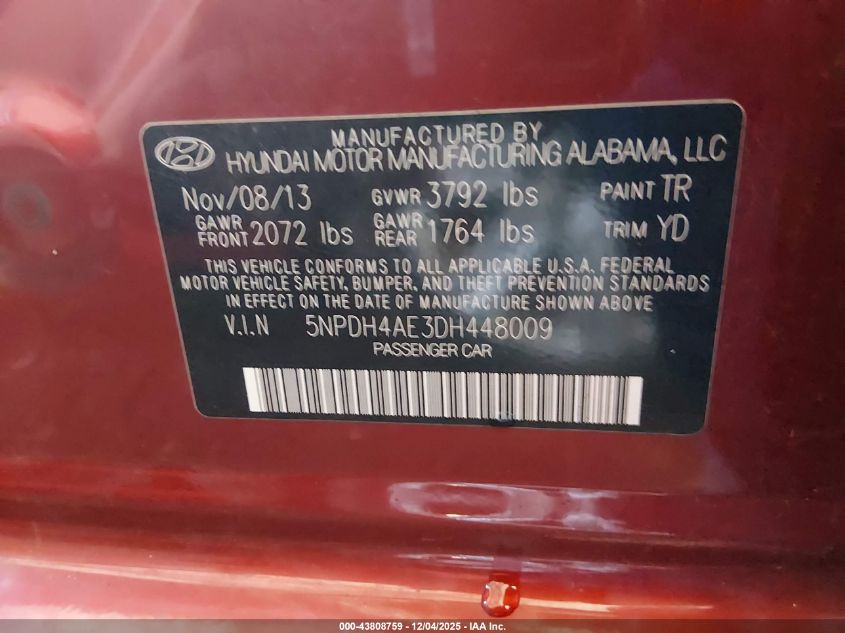 MANUFACTURED BY
HYUNDAI MOTOR MANUFACTURING ALABAMA, LLC
Nov/08/13 GVWR 3792 lbs PAINT TR
GAWR FRONT 2072 lbs GAWR REAR 1764 lbs TRIM YD
THIS VEHICLE CONFORMS TO ALL APPLICABLE U.S.A. FEDERAL
MOTOR VEHICLE SAFETY, BUMPER, AND THEFT PREVENTION STANDARDS
IN EFFECT ON THE DATE OF MANUFACTURE SHOWN ABOVE
V.I.N 5NPDH4AE3DH448009
PASSENGER CAR
000-43808759 - 12/04/2025 - IAA Inc.